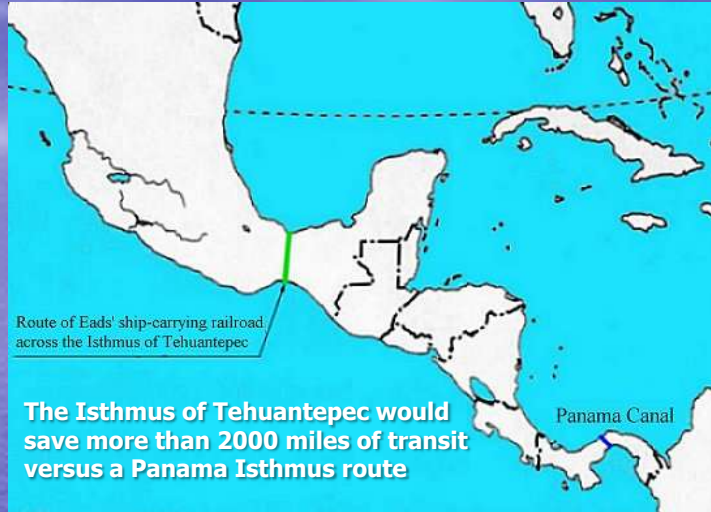 Route of Eads' ship-carrying railroad
across the Isthmus of Tehuantepec
The Isthmus of Tehuantepec would
save more than 2000 miles of transit
versus a Panama Isthmus route
Panama Canal